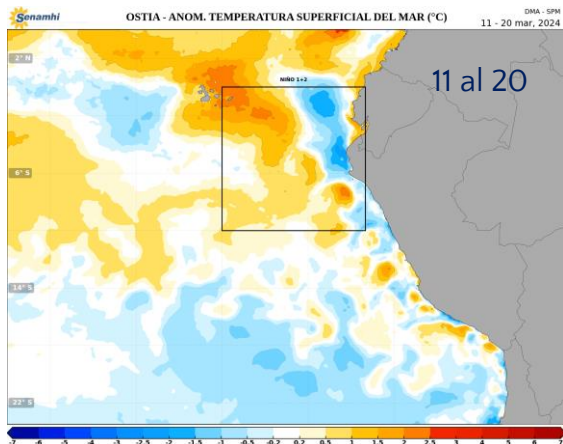 Senamhi
OSTIA - ANOM. TEMPERATURA SUPERFICIAL DEL MAR (°C)
DMA - SPM
11 - 20 mar, 2024
2° N
NIÑO 1+2
11 al 20
6° S
14° S
22° S
-7 -6 -5 -4 -3 -2.5 -2 -1.5 -1 -0.5 -0.2 0.2 0.5 1 1.5 2 2.5 3 4 5 6 7